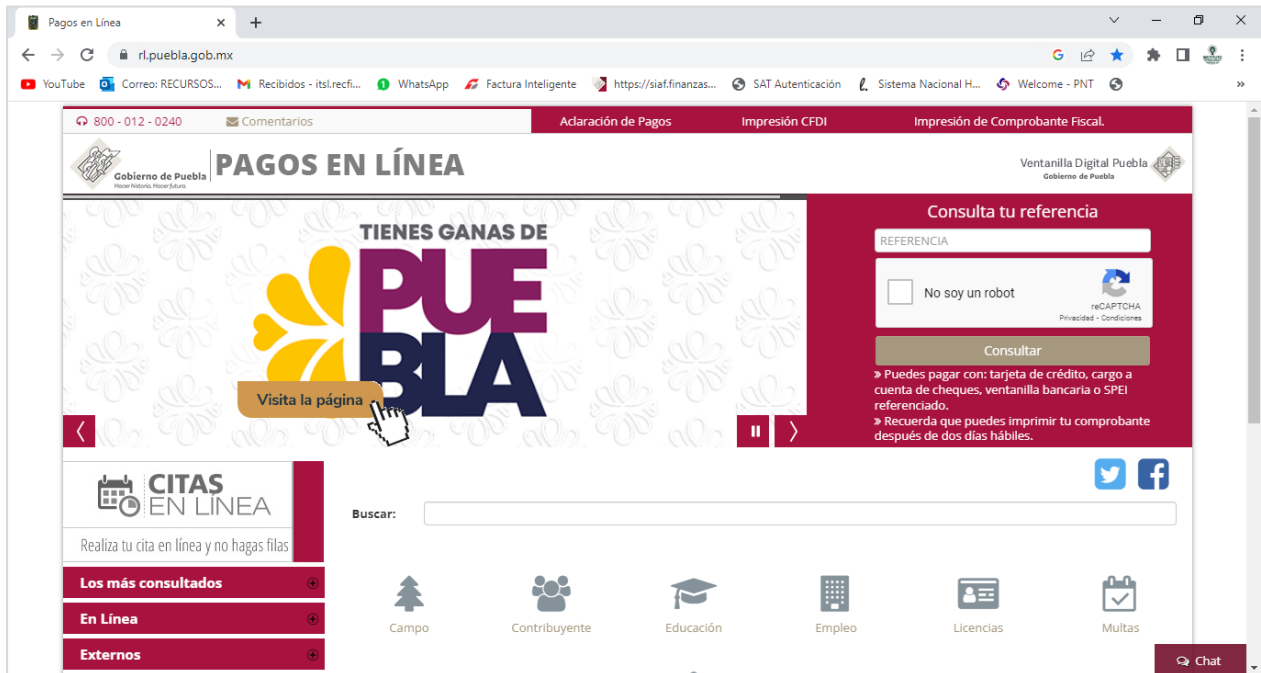 Pagos en Línea
rl.puebla.gob.mx
YouTube Correo: RECURSOS... Recibidos - itsl.recfi... WhatsApp Factura Inteligente https://siaf.finanzas... SAT Autenticación Sistema Nacional H... Welcome - PNT
800 - 012 - 0240 Comentarios Aclaración de Pagos Impresión CFDI Impresión de Comprobante Fiscal.
Gobierno de Puebla
Hacer historia. Hacer futuro.
PAGOS EN LÍNEA
Ventanilla Digital Puebla
Gobierno de Puebla
TIENES GANAS DE
PUE
BLA
Visita la página
Consulta tu referencia
REFERENCIA
No soy un robot
reCAPTCHA
Privacidad - Condiciones
Consultar
» Puedes pagar con: tarjeta de crédito, cargo a
cuenta de cheques, ventanilla bancaria o SPEI
referenciado.
» Recuerda que puedes imprimir tu comprobante
después de dos días hábiles.
CITAS
EN LÍNEA
Realiza tu cita en línea y no hagas filas
Los más consultados
En Línea
Externos
Buscar:
Campo Contribuyente Educación Empleo Licencias Multas
Chat